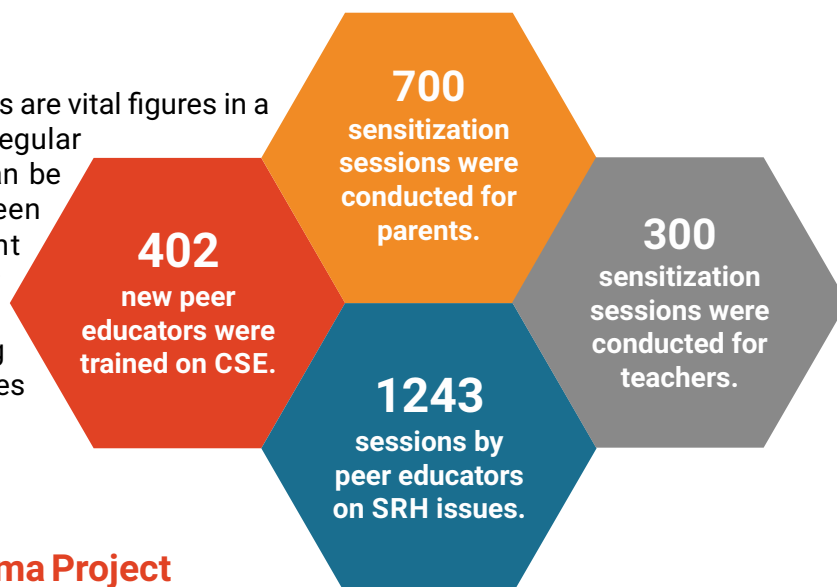 s are vital figures in a
egular
n be
een
nt
g
es
700
sensitization
sessions were
conducted for
parents.
402
new peer
educators were
trained on CSE.
300
sensitization
sessions were
conducted for
teachers.
1243
sessions by
peer educators
on SRH issues.
ma Project